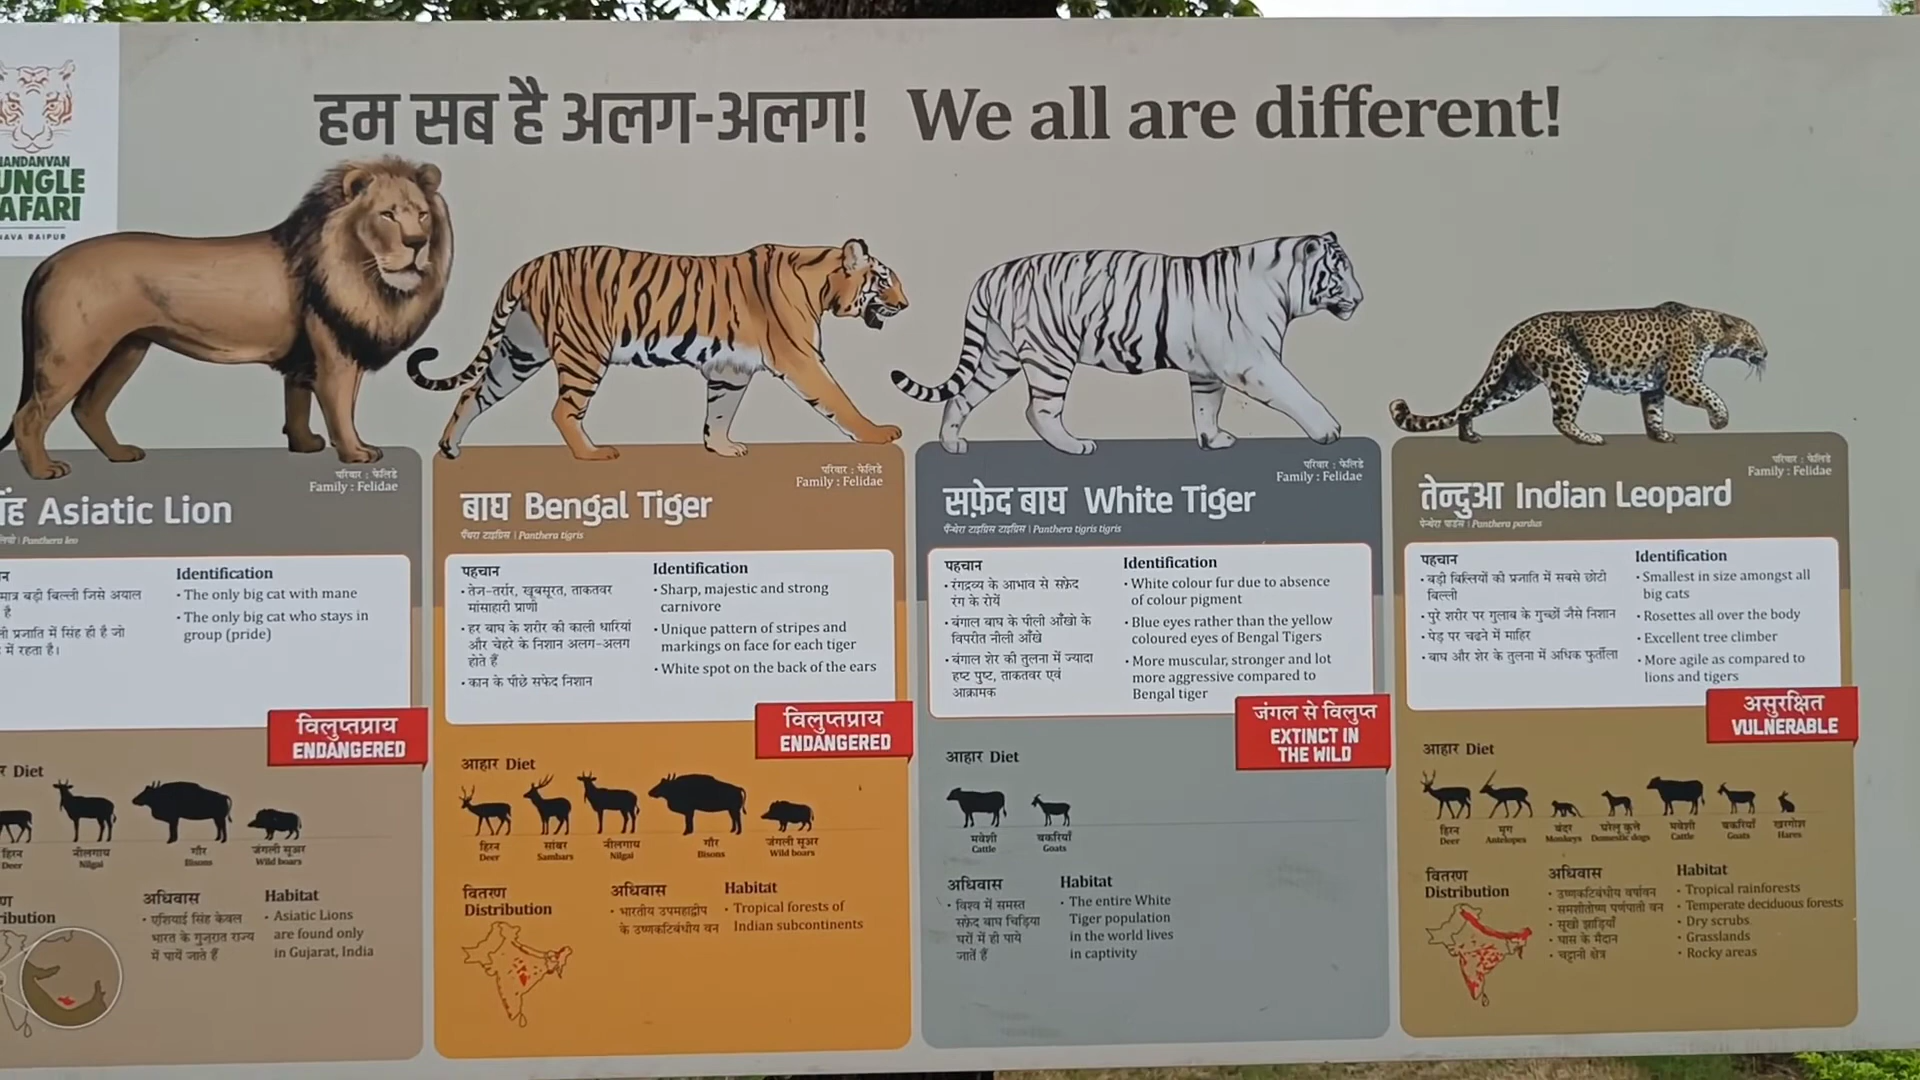 हम सब है अलग-अलग! We all are different!
JUNGLE
SAFARI
NAVA RAIPUR
परिवार : फेलिडे
Family : Felidae
Asiatic Lion
Panthera leo
मात्र बड़ी बिल्ली जिसे अयाल
है
प्रजाति में सिंह ही है जो
में रहता है।
Identification
• The only big cat with mane
• The only big cat who stays in
group (pride)
विलुप्तप्राय
ENDANGERED
Diet
हिरन
Deer
नीलगाय
Nilgai
गौर
Bisons
जंगली सूअर
Wild boars
अधिवास
• एशियाई सिंह केवल
भारत के गुजरात राज्य
में पायें जाते हैं
Habitat
• Asiatic Lions
are found only
in Gujarat, India
परिवार : फेलिडे
Family : Felidae
बाघ Bengal Tiger
पैंथेरा टाइग्रिस | Panthera tigris
पहचान
• तेज-तर्रार, खूबसूरत, ताकतवर
मांसाहारी प्राणी
• हर बाघ के शरीर की काली धारियां
और चेहरे के निशान अलग-अलग
होते हैं
• कान के पीछे सफेद निशान
Identification
• Sharp, majestic and strong
carnivore
• Unique pattern of stripes and
markings on face for each tiger
• White spot on the back of the ears
विलुप्तप्राय
ENDANGERED
आहार Diet
हिरन
Deer
सांबर
Sambars
नीलगाय
Nilgai
गौर
Bisons
जंगली सूअर
Wild boars
वितरण
Distribution
अधिवास
• भारतीय उपमहाद्वीप
के उष्णकटिबंधीय वन
Habitat
• Tropical forests of
Indian subcontinents
परिवार : फेलिडे
Family : Felidae
सफ़ेद बाघ White Tiger
पैन्थेरा टाइग्रिस टाइग्रिस | Panthera tigris tigris
पहचान
• रंगद्रव्य के आभाव से सफ़ेद
रंग के रोयें
• बंगाल बाघ के पीली आँखो के
विपरीत नीली आँखें
• बंगाल शेर की तुलना में ज्यादा
हष्ट पुष्ट, ताकतवर एवं
आक्रामक
Identification
• White colour fur due to absence
of colour pigment
• Blue eyes rather than the yellow
coloured eyes of Bengal Tigers
• More muscular, stronger and lot
more aggressive compared to
Bengal tiger
जंगल से विलुप्त
EXTINCT IN
THE WILD
आहार Diet
मवेशी
Cattle
बकरियाँ
Goats
अधिवास
• विश्व में समस्त
सफ़ेद बाघ चिड़िया
घरों में ही पाये
जातें हैं
Habitat
• The entire White
Tiger population
in the world lives
in captivity
परिवार : फेलिडे
Family : Felidae
तेन्दुआ Indian Leopard
पेन्थेरा पार्डस | Panthera pardus
पहचान
• बड़ी बिल्लियों की प्रजाति में सबसे छोटी
बिल्ली
• पुरे शरीर पर गुलाब के गुच्छों जैसे निशान
• पेड़ पर चढने में माहिर
• बाघ और शेर के तुलना में अधिक फुर्तीला
Identification
• Smallest in size amongst all
big cats
• Rosettes all over the body
• Excellent tree climber
• More agile as compared to
lions and tigers
असुरक्षित
VULNERABLE
आहार Diet
हिरन
Deer
मृग
Antelopes
बंदर
Monkeys
घरेलु कुत्ते
Domestic dogs
मवेशी
Cattle
बकरियाँ
Goats
खरगोश
Hares
वितरण
Distribution
अधिवास
• उष्णकटिबंधीय वर्षावन
• समशीतोष्ण पर्णपाती वन
• सूखी झाड़ियाँ
• घास के मैदान
• चट्टानी क्षेत्र
Habitat
• Tropical rainforests
• Temperate deciduous forests
• Dry scrubs
• Grasslands
• Rocky areas